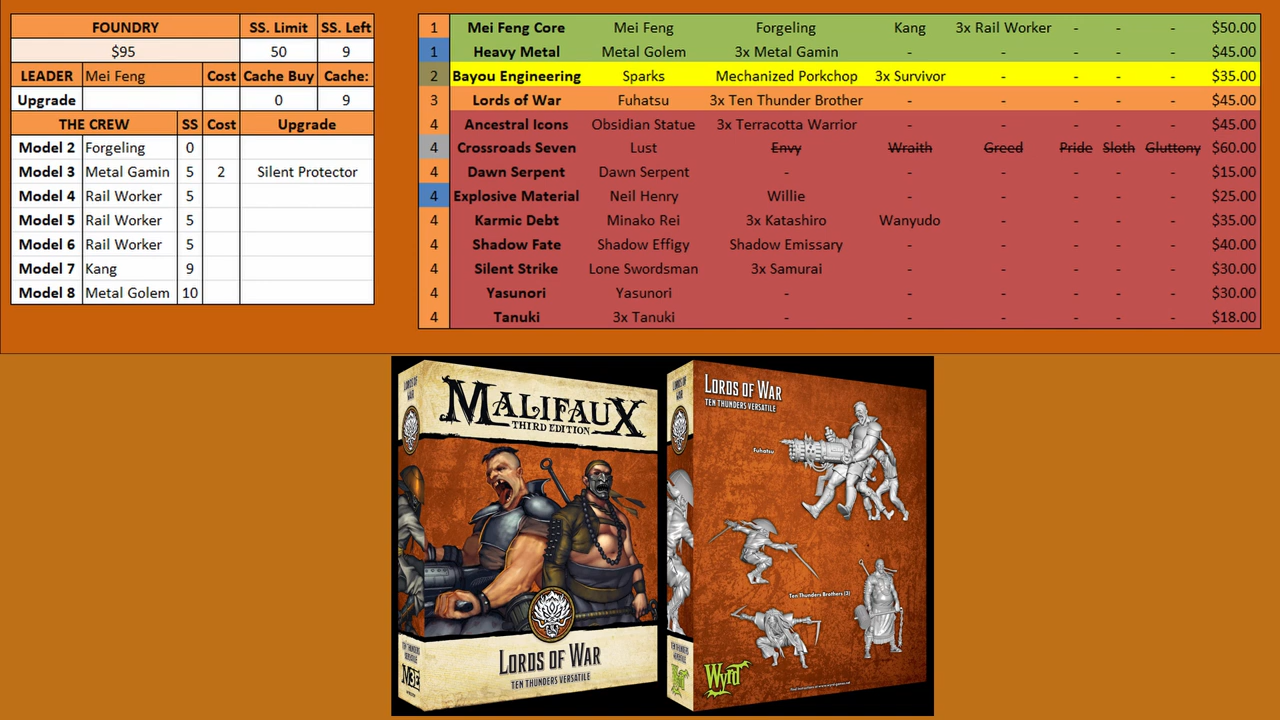 FOUNDRY SS. Limit SS. Left
$95 50 9
LEADER Mei Feng Cost Cache Buy Cache:
Upgrade 0 9
THE CREW SS Cost Upgrade
Model 2 Forgeling 0
Model 3 Metal Gamin 5 2 Silent Protector
Model 4 Rail Worker 5
Model 5 Rail Worker 5
Model 6 Rail Worker 5
Model 7 Kang 9
Model 8 Metal Golem 10
1 Mei Feng Core Mei Feng Forgeling Kang 3x Rail Worker - - - $50.00
1 Heavy Metal Metal Golem 3x Metal Gamin - - - - - $45.00
2 Bayou Engineering Sparks Mechanized Porkchop 3x Survivor - - - - $35.00
3 Lords of War Fuhatsu 3x Ten Thunder Brother - - - - - $45.00
4 Ancestral Icons Obsidian Statue 3x Terracotta Warrior - - - - - $45.00
4 Crossroads Seven Lust Envy Wraith Greed Pride Sloth Gluttony $60.00
4 Dawn Serpent Dawn Serpent - - - - - - $15.00
4 Explosive Material Neil Henry Willie - - - - - $25.00
4 Karmic Debt Minako Rei 3x Katashiro Wanyudo - - - - $35.00
4 Shadow Fate Shadow Effigy Shadow Emissary - - - - - $40.00
4 Silent Strike Lone Swordsman 3x Samurai - - - - - $30.00
4 Yasunori Yasunori - - - - - - $30.00
4 Tanuki 3x Tanuki - - - - - - $18.00
LORDS OF WAR
MALIFAUX
THIRD EDITION
LORDS OF WAR
TEN THUNDERS VERSATILE
TEN THUNDERS VERSATILE
M3E
LORDS OF WAR
LORDS OF WAR
TEN THUNDERS VERSATILE
Fuhatsu
Ten Thunders Brothers (3)
Wyrd